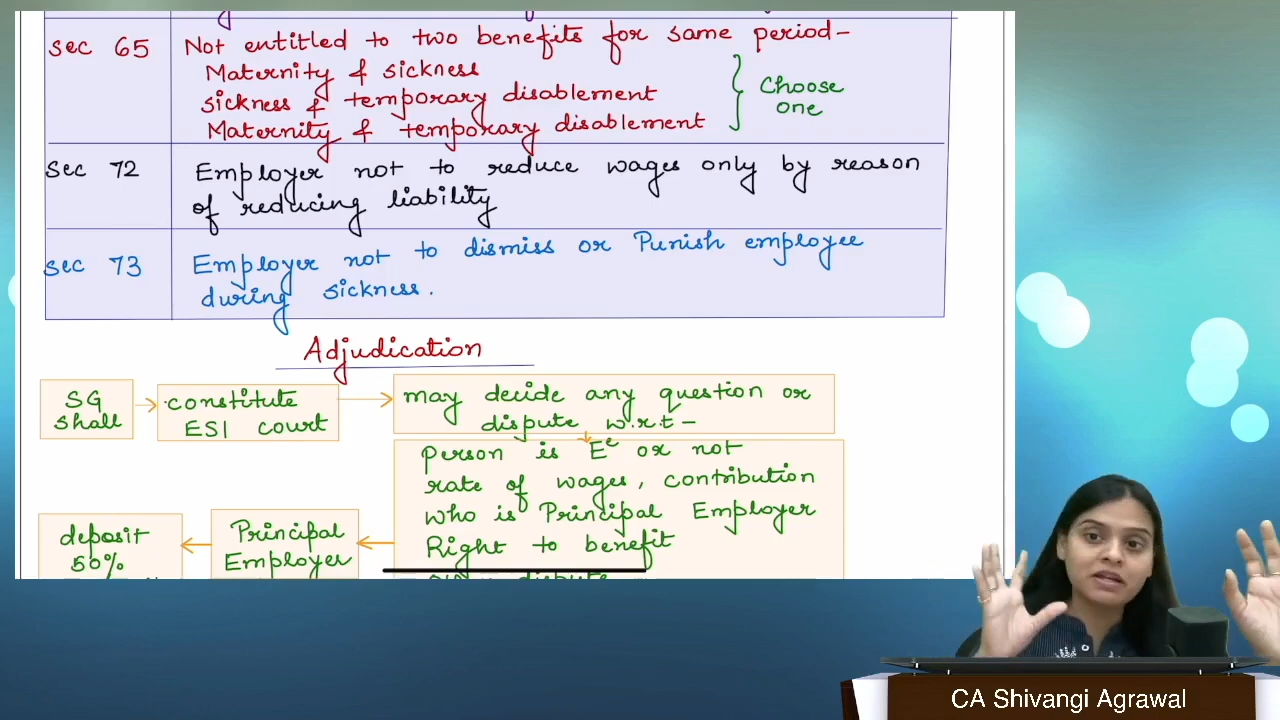 Sec 65 Not entitled to two benefits for same period-
Maternity & sickness
sickness & temporary disablement
Maternity & temporary disablement
Choose
one
Sec 72 Employer not to reduce wages only by reason
of reducing liability
Sec 73 Employer not to dismiss or Punish employee
during sickness.
Adjudication
SG
shall
constitute
ESI court
may decide any question or
dispute w.r.t-
Person is Ee or not
rate of wages, contribution
who is Principal Employer
Right to benefit
Principal
Employer
deposit
50%
CA Shivangi Agrawal